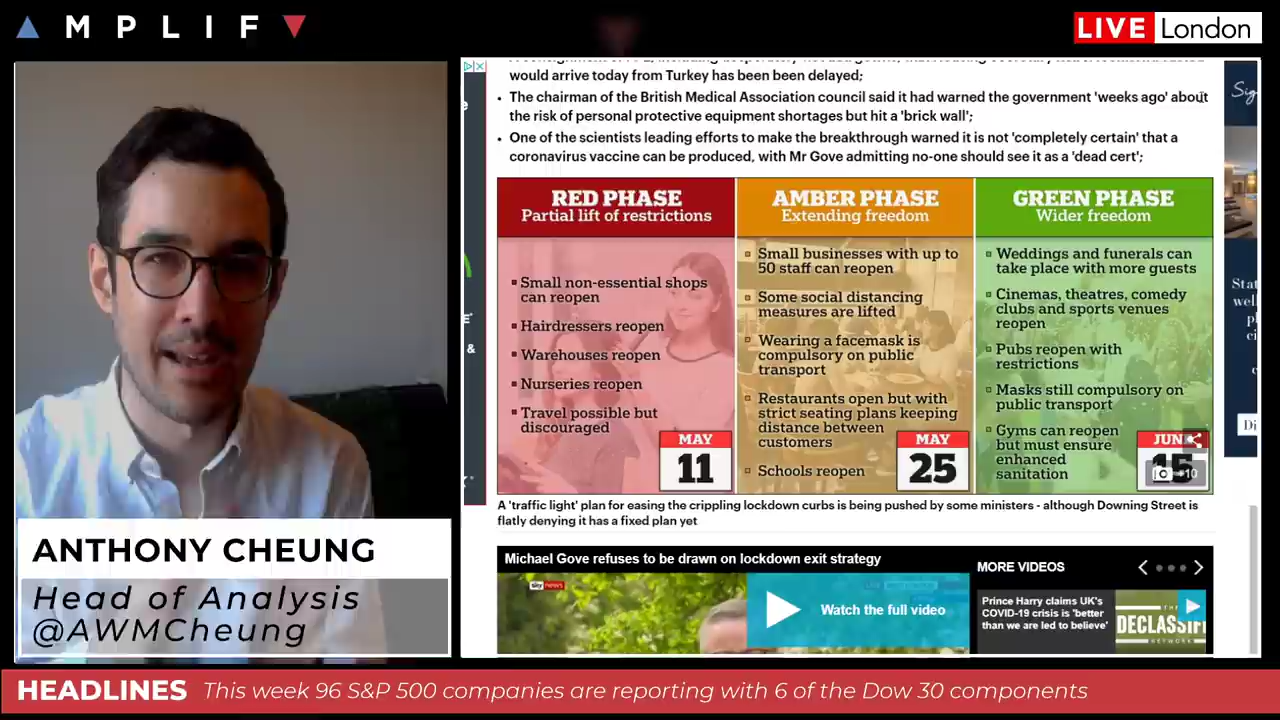 AMPLIFY
LIVE London
would arrive today from Turkey has been been delayed;
• The chairman of the British Medical Association council said it had warned the government 'weeks ago' about
the risk of personal protective equipment shortages but hit a 'brick wall';
• One of the scientists leading efforts to make the breakthrough warned it is not 'completely certain' that a
coronavirus vaccine can be produced, with Mr Gove admitting no-one should see it as a 'dead cert';
RED PHASE
Partial lift of restrictions
Small non-essential shops
can reopen
Hairdressers reopen
Warehouses reopen
Nurseries reopen
Travel possible but
discouraged
MAY
11
AMBER PHASE
Extending freedom
Small businesses with up to
50 staff can reopen
Some social distancing
measures are lifted
Wearing a facemask is
compulsory on public
transport
Restaurants open but with
strict seating plans keeping
distance between
customers
Schools reopen
MAY
25
GREEN PHASE
Wider freedom
Weddings and funerals can
take place with more guests
Cinemas, theatres, comedy
clubs and sports venues
reopen
Pubs reopen with
restrictions
Masks still compulsory on
public transport
Gyms can reopen
but must ensure
enhanced
sanitation
JUNE
15
+10
A 'traffic light' plan for easing the crippling lockdown curbs is being pushed by some ministers - although Downing Street is
flatly denying it has a fixed plan yet
Michael Gove refuses to be drawn on lockdown exit strategy
sky news
Watch the full video
MORE VIDEOS
Prince Harry claims UK's
COVID-19 crisis is 'better
than we are led to believe'
THE
DECLASSIF
NETWORK
Sig
Stat
wel
Di
&
ANTHONY CHEUNG
Head of Analysis
@AWMCheung
HEADLINES This week 96 S&P 500 companies are reporting with 6 of the Dow 30 components